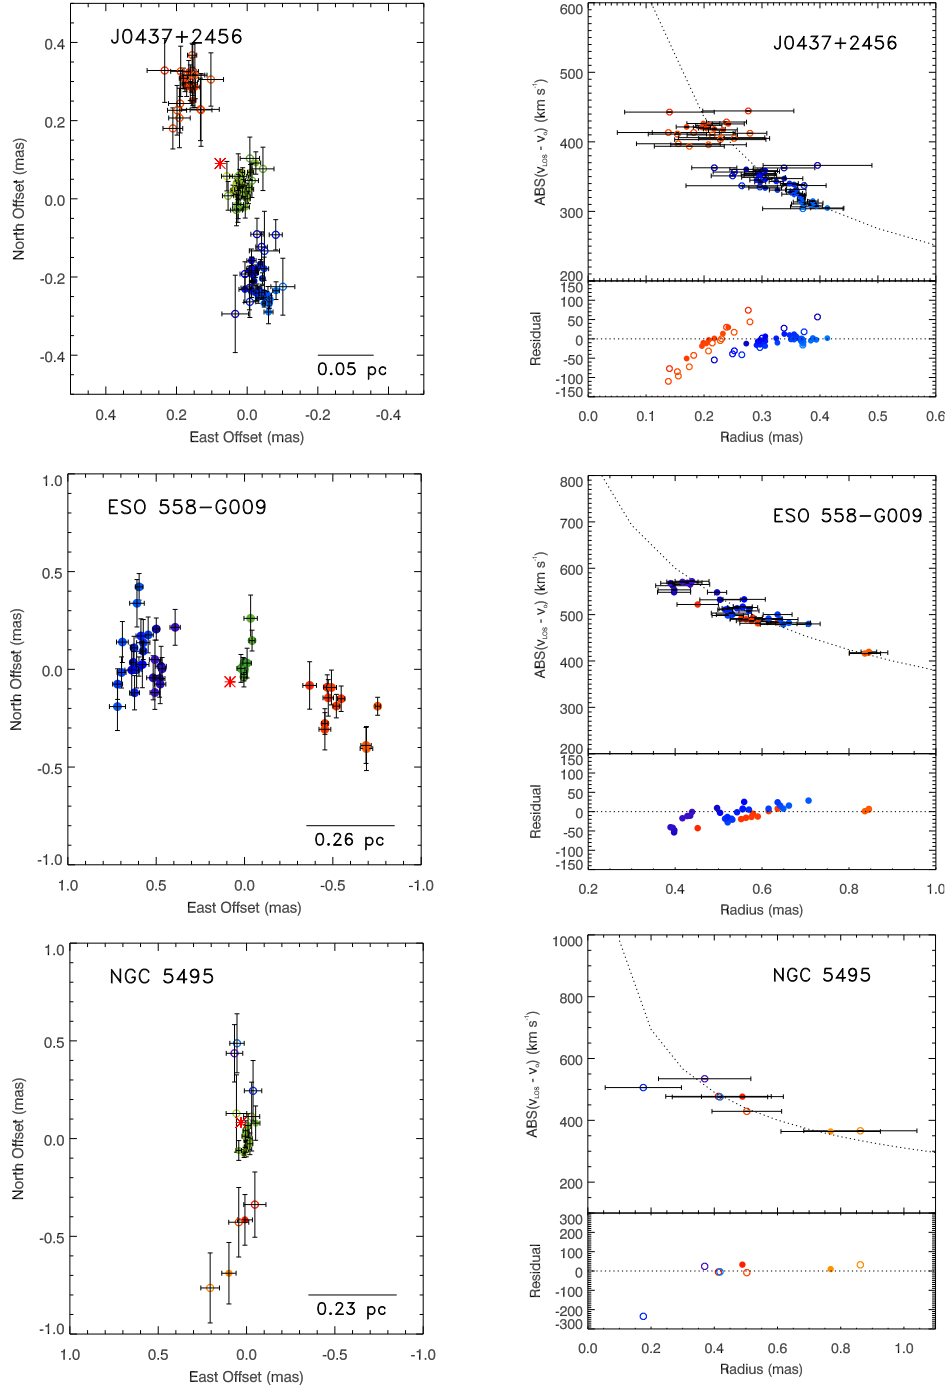 J0437+2456
North Offset (mas)
0.4
0.2
0.0
-0.2
-0.4
0.05 pc
0.4 0.2 0.0 -0.2 -0.4
East Offset (mas)
J0437+2456
ABS(vLOS - vo) (km s-1)
600
500
400
300
200
Residual
150
100
50
0
-50
-100
-150
0.0 0.1 0.2 0.3 0.4 0.5 0.6
Radius (mas)
ESO 558-G009
North Offset (mas)
1.0
0.5
0.0
-0.5
-1.0
0.26 pc
1.0 0.5 0.0 -0.5 -1.0
East Offset (mas)
ESO 558-G009
ABS(vLOS - vo) (km s-1)
800
700
600
500
400
300
200
Residual
150
100
50
0
-50
-100
-150
0.2 0.4 0.6 0.8 1.0
Radius (mas)
NGC 5495
North Offset (mas)
1.0
0.5
0.0
-0.5
-1.0
0.23 pc
1.0 0.5 0.0 -0.5 -1.0
East Offset (mas)
NGC 5495
ABS(vLOS - vo) (km s-1)
1000
800
600
400
200
Residual
300
200
100
0
-100
-200
-300
0.0 0.2 0.4 0.6 0.8 1.0
Radius (mas)